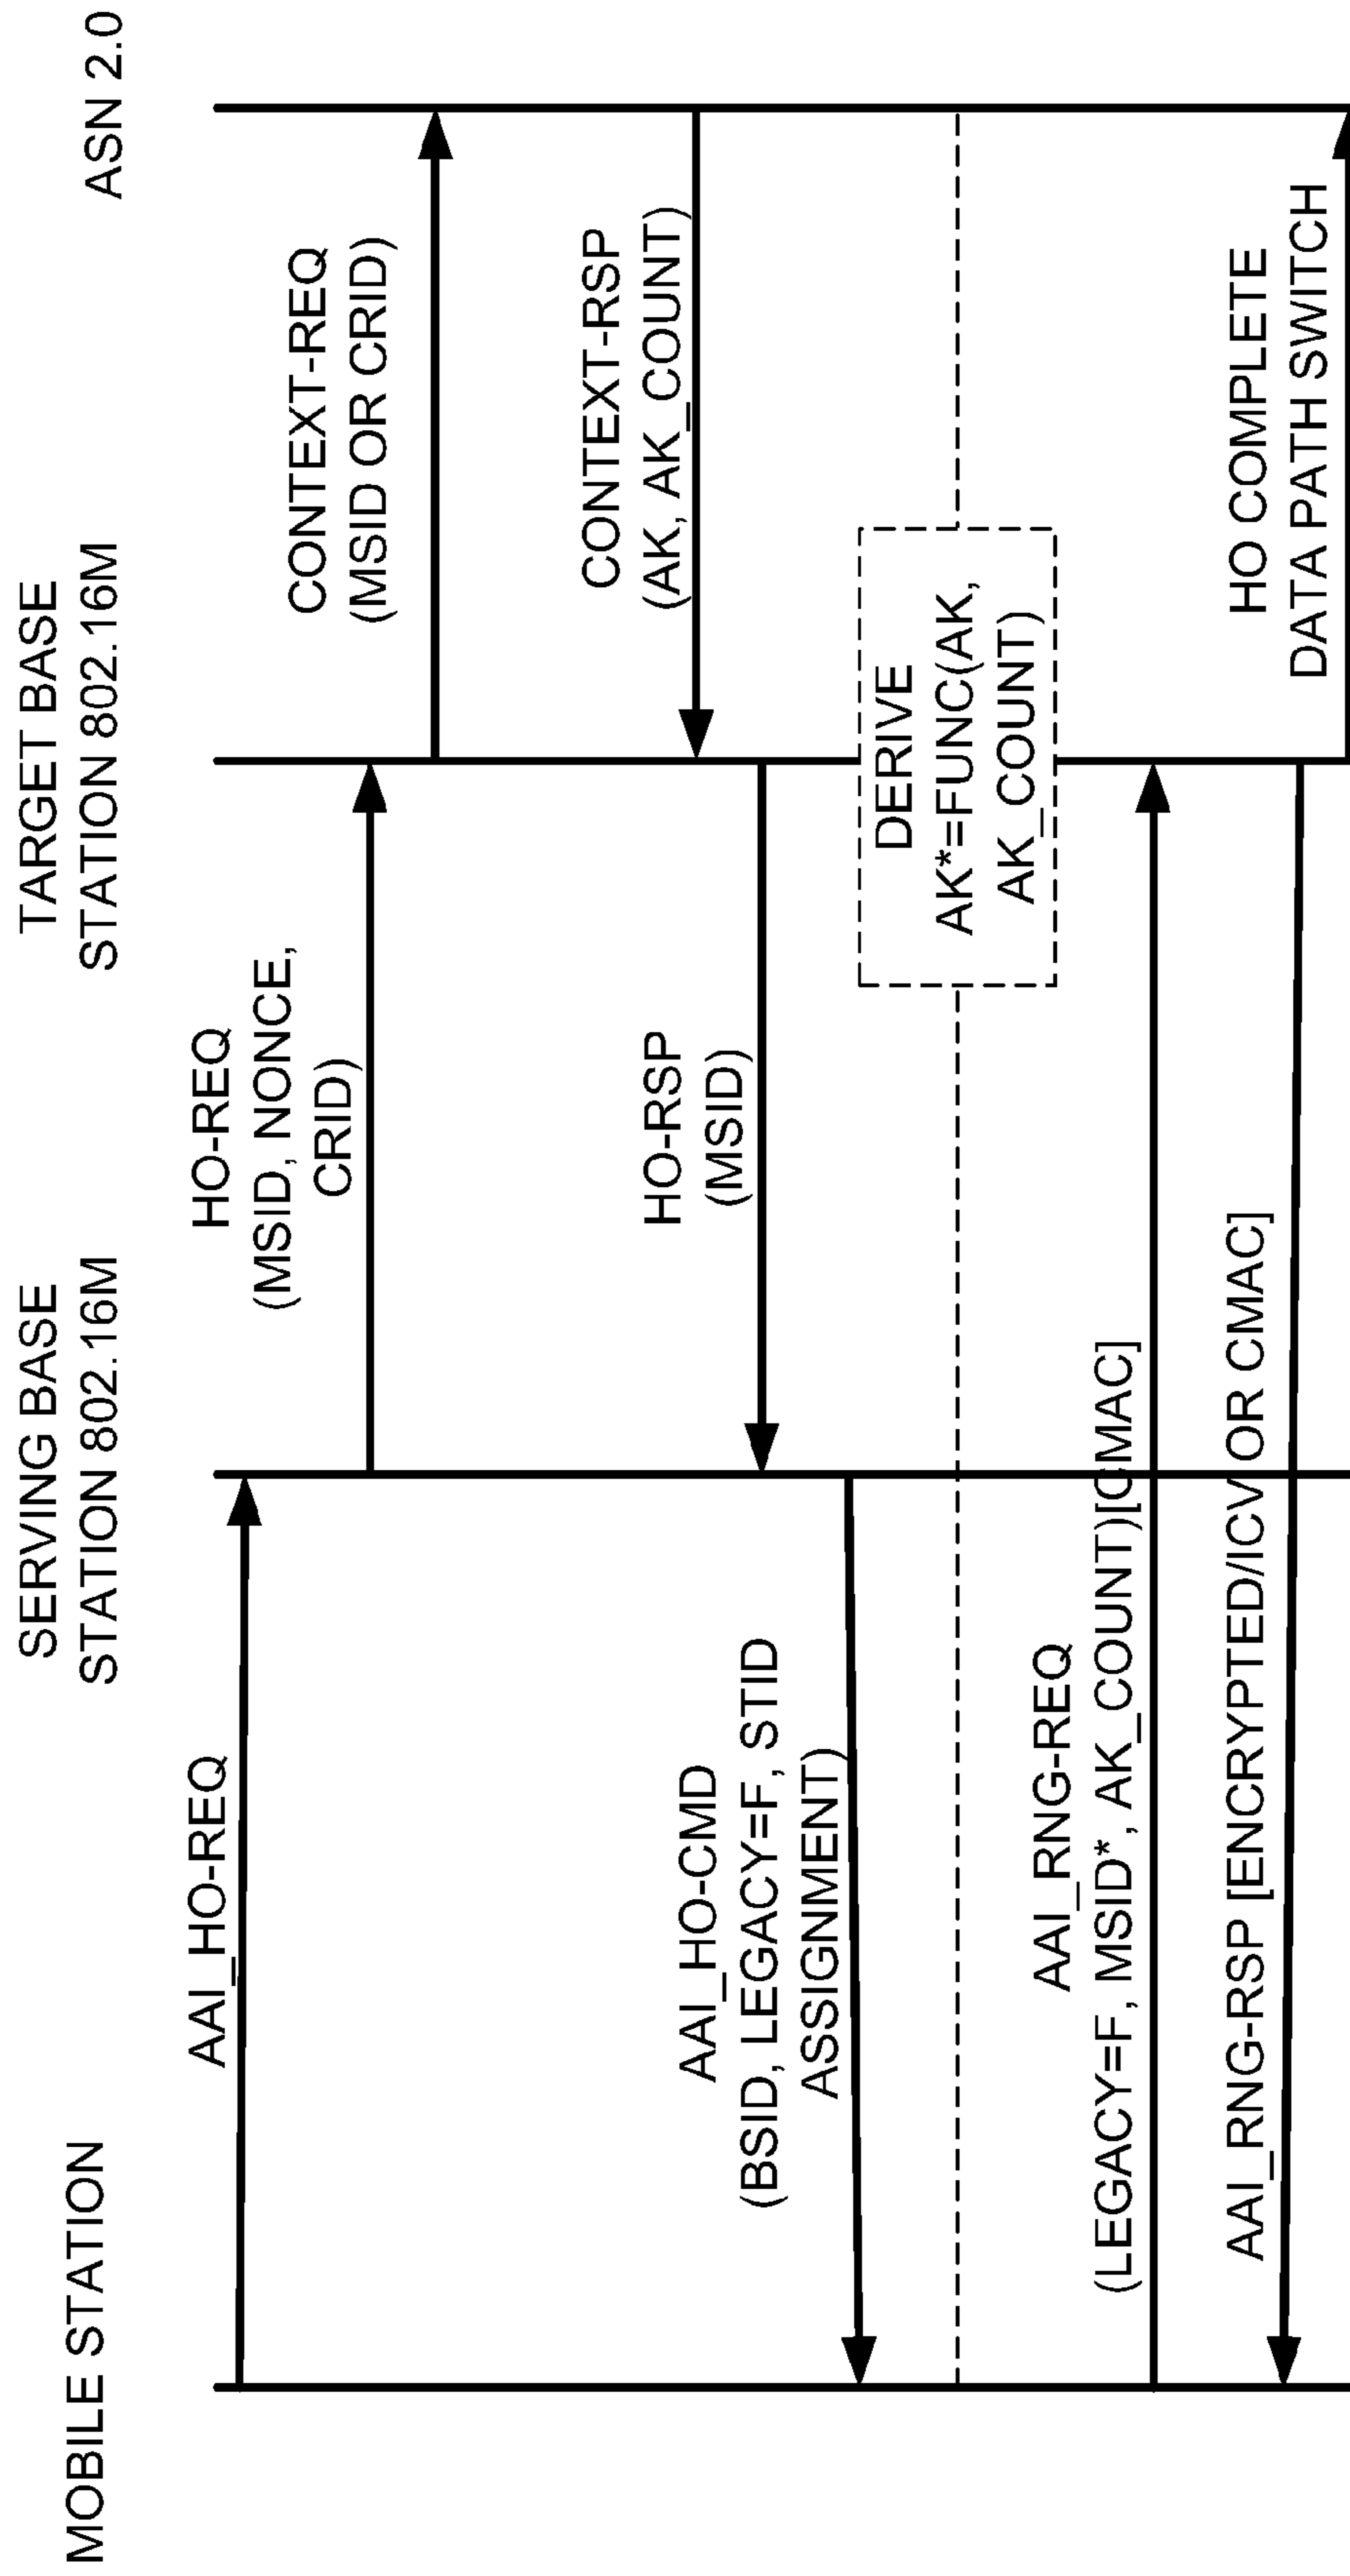 MOBILE STATION
SERVING BASE
STATION 802.16M
TARGET BASE
STATION 802.16M
ASN 2.0
AAI_HO-REQ
HO-REQ
(MSID, NONCE,
CRID)
CONTEXT-REQ
(MSID OR CRID)
CONTEXT-RSP
(AK, AK_COUNT)
HO-RSP
(MSID)
AAI_HO-CMD
(BSID, LEGACY=F, STID
ASSIGNMENT)
DERIVE
AK*=FUNC(AK,
AK_COUNT)
AAI_RNG-REQ
(LEGACY=F, MSID*, AK_COUNT)[CMAC]
AAI_RNG-RSP [ENCRYPTED/ICV OR CMAC]
HO COMPLETE
DATA PATH SWITCH